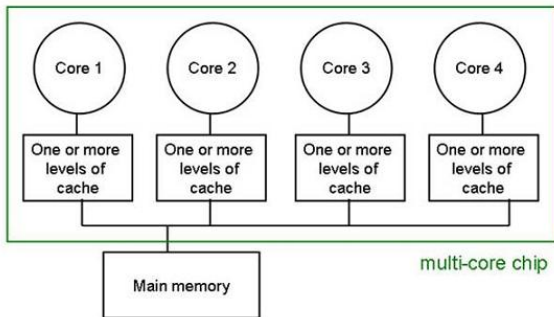 Core 1
Core 2
Core 3
Core 4
One or more
levels of
cache
One or more
levels of
cache
One or more
levels of
cache
One or more
levels of
cache
multi-core chip
Main memory